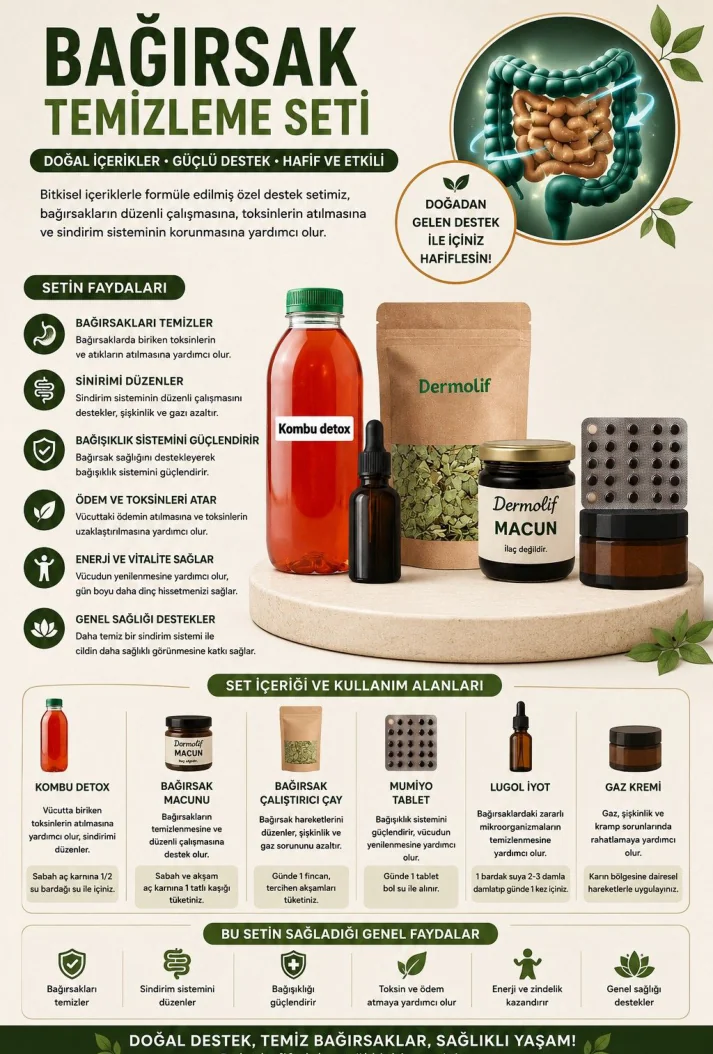 BAĞIRSAK
TEMİZLEME SETİ
DOĞAL İÇERİKLER • GÜÇLÜ DESTEK • HAFİF VE ETKİLİ
Bitkisel içeriklerle formüle edilmiş özel destek setimiz,
bağırsakların düzenli çalışmasına, toksinlerin atılmasına
ve sindirim sisteminin korunmasına yardımcı olur.
DOĞADAN
GELEN DESTEK
İLE İÇİNİZ
HAFİFLESİN!
SETİN FAYDALARI
BAĞIRSAKLARI TEMİZLER
Bağırsaklarda biriken toksinlerin
ve atıkların atılmasına yardımcı olur.
SİNİRİMİ DÜZENLER
Sindirim sisteminin düzenli çalışmasını
destekler, şişkinlik ve gazı azaltır.
BAĞIŞIKLIK SİSTEMİNİ GÜÇLENDİRİR
Bağırsak sağlığını destekleyerek
bağışıklık sistemini güçlendirir.
ÖDEM VE TOKSİNLERİ ATAR
Vücuttaki ödemin atılmasına ve toksinlerin
uzaklaştırılmasına yardımcı olur.
ENERJİ VE VİTALİTE SAĞLAR
Vücudun yenilenmesine yardımcı olur,
gün boyu daha dinç hissetmenizi sağlar.
GENEL SAĞLIĞI DESTEKLER
Daha temiz bir sindirim sistemi ile
cildin daha sağlıklı görünmesine katkı sağlar.
Kombu detox
Dermolif
Dermolif
MACUN
İlaç değildir.
SET İÇERİĞİ VE KULLANIM ALANLARI
Dermolif
MACUN
KOMBU DETOX
Vücutta biriken
toksinlerin atılmasına
yardımcı olur, sindirimi
düzenler.
Sabah aç karnına 1/2
su bardağı su ile içiniz.
BAĞIRSAK
MACUNU
Bağırsakların
temizlenmesine ve
düzenli çalışmasına
destek olur.
Sabah ve akşam
aç karnına 1 tatlı kaşığı
tüketiniz.
BAĞIRSAK
ÇALIŞTIRICI ÇAY
Bağırsak hareketlerini
düzenler, şişkinlik ve
gaz sorununu azaltır.
Günde 1 fincan,
tercihen akşamları
tüketiniz.
MUMİYO
TABLET
Bağışıklık sistemini
güçlendirir, vücudun
yenilenmesine yardımcı
olur.
Günde 1 tablet
bol su ile alınır.
LUGOL İYOT
Bağırsaklardaki zararlı
mikroorganizmaların
temizlenmesine
yardımcı olur.
1 bardak suya 2-3 damla
damlatıp günde 1 kez içiniz.
GAZ KREMİ
Gaz, şişkinlik ve
kramp sorunlarında
rahatlamaya yardımcı
olur.
Karın bölgesine dairesel
hareketlerle uygulayınız.
BU SETİN SAĞLADIĞI GENEL FAYDALAR
Bağırsakları
temizler
Sindirim sistemini
düzenler
Bağışıklığı
güçlendirir
Toksin ve ödem
atmaya yardımcı olur
Enerji ve zindelik
kazandırır
Genel sağlığı
destekler
DOĞAL DESTEK, TEMİZ BAĞIRSAKLAR, SAĞLIKLI YAŞAM!